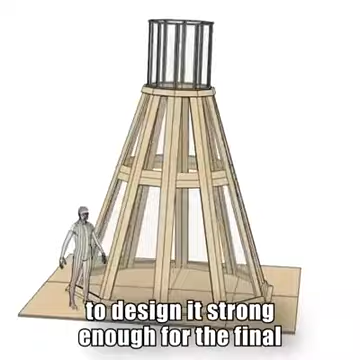 to design it strong
enough for the final